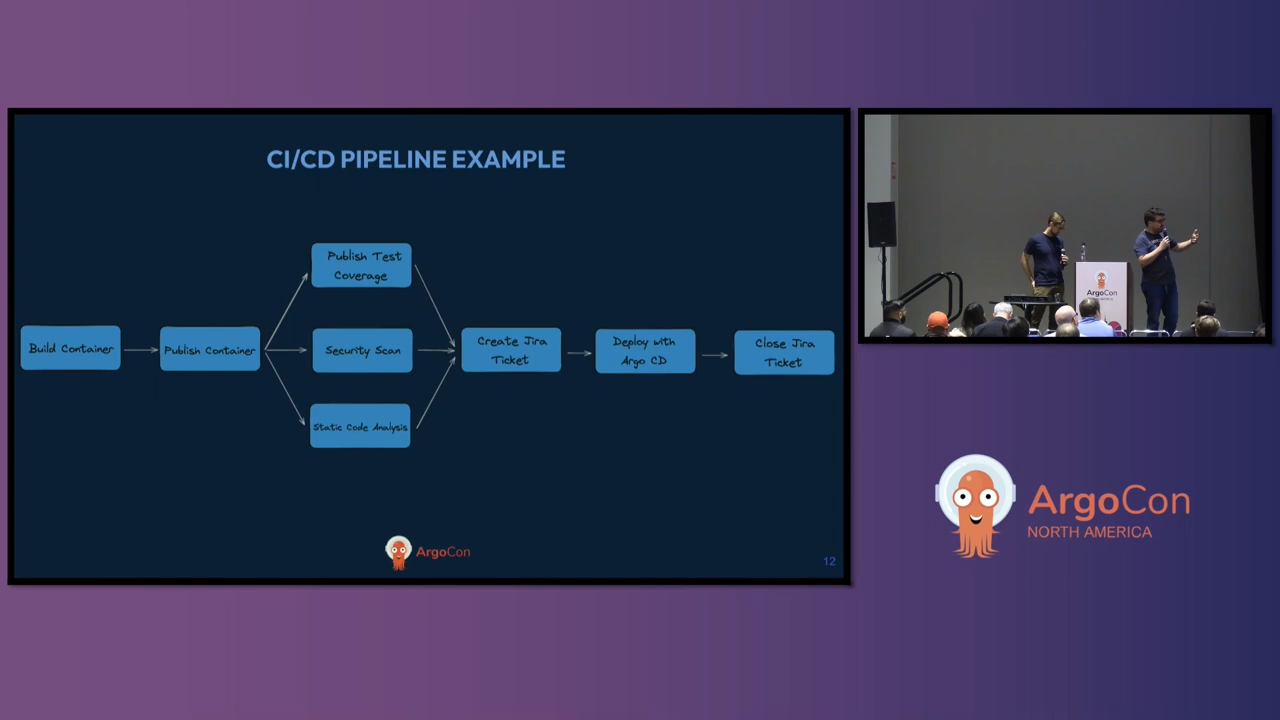 CI/CD PIPELINE EXAMPLE
Publish Test
Coverage
Build Container
Publish Container
Security Scan
Create Jira
Ticket
Deploy with
Argo CD
Close Jira
Ticket
Static Code Analysis
ArgoCon
12
ArgoCon
ArgoCon
NORTH AMERICA